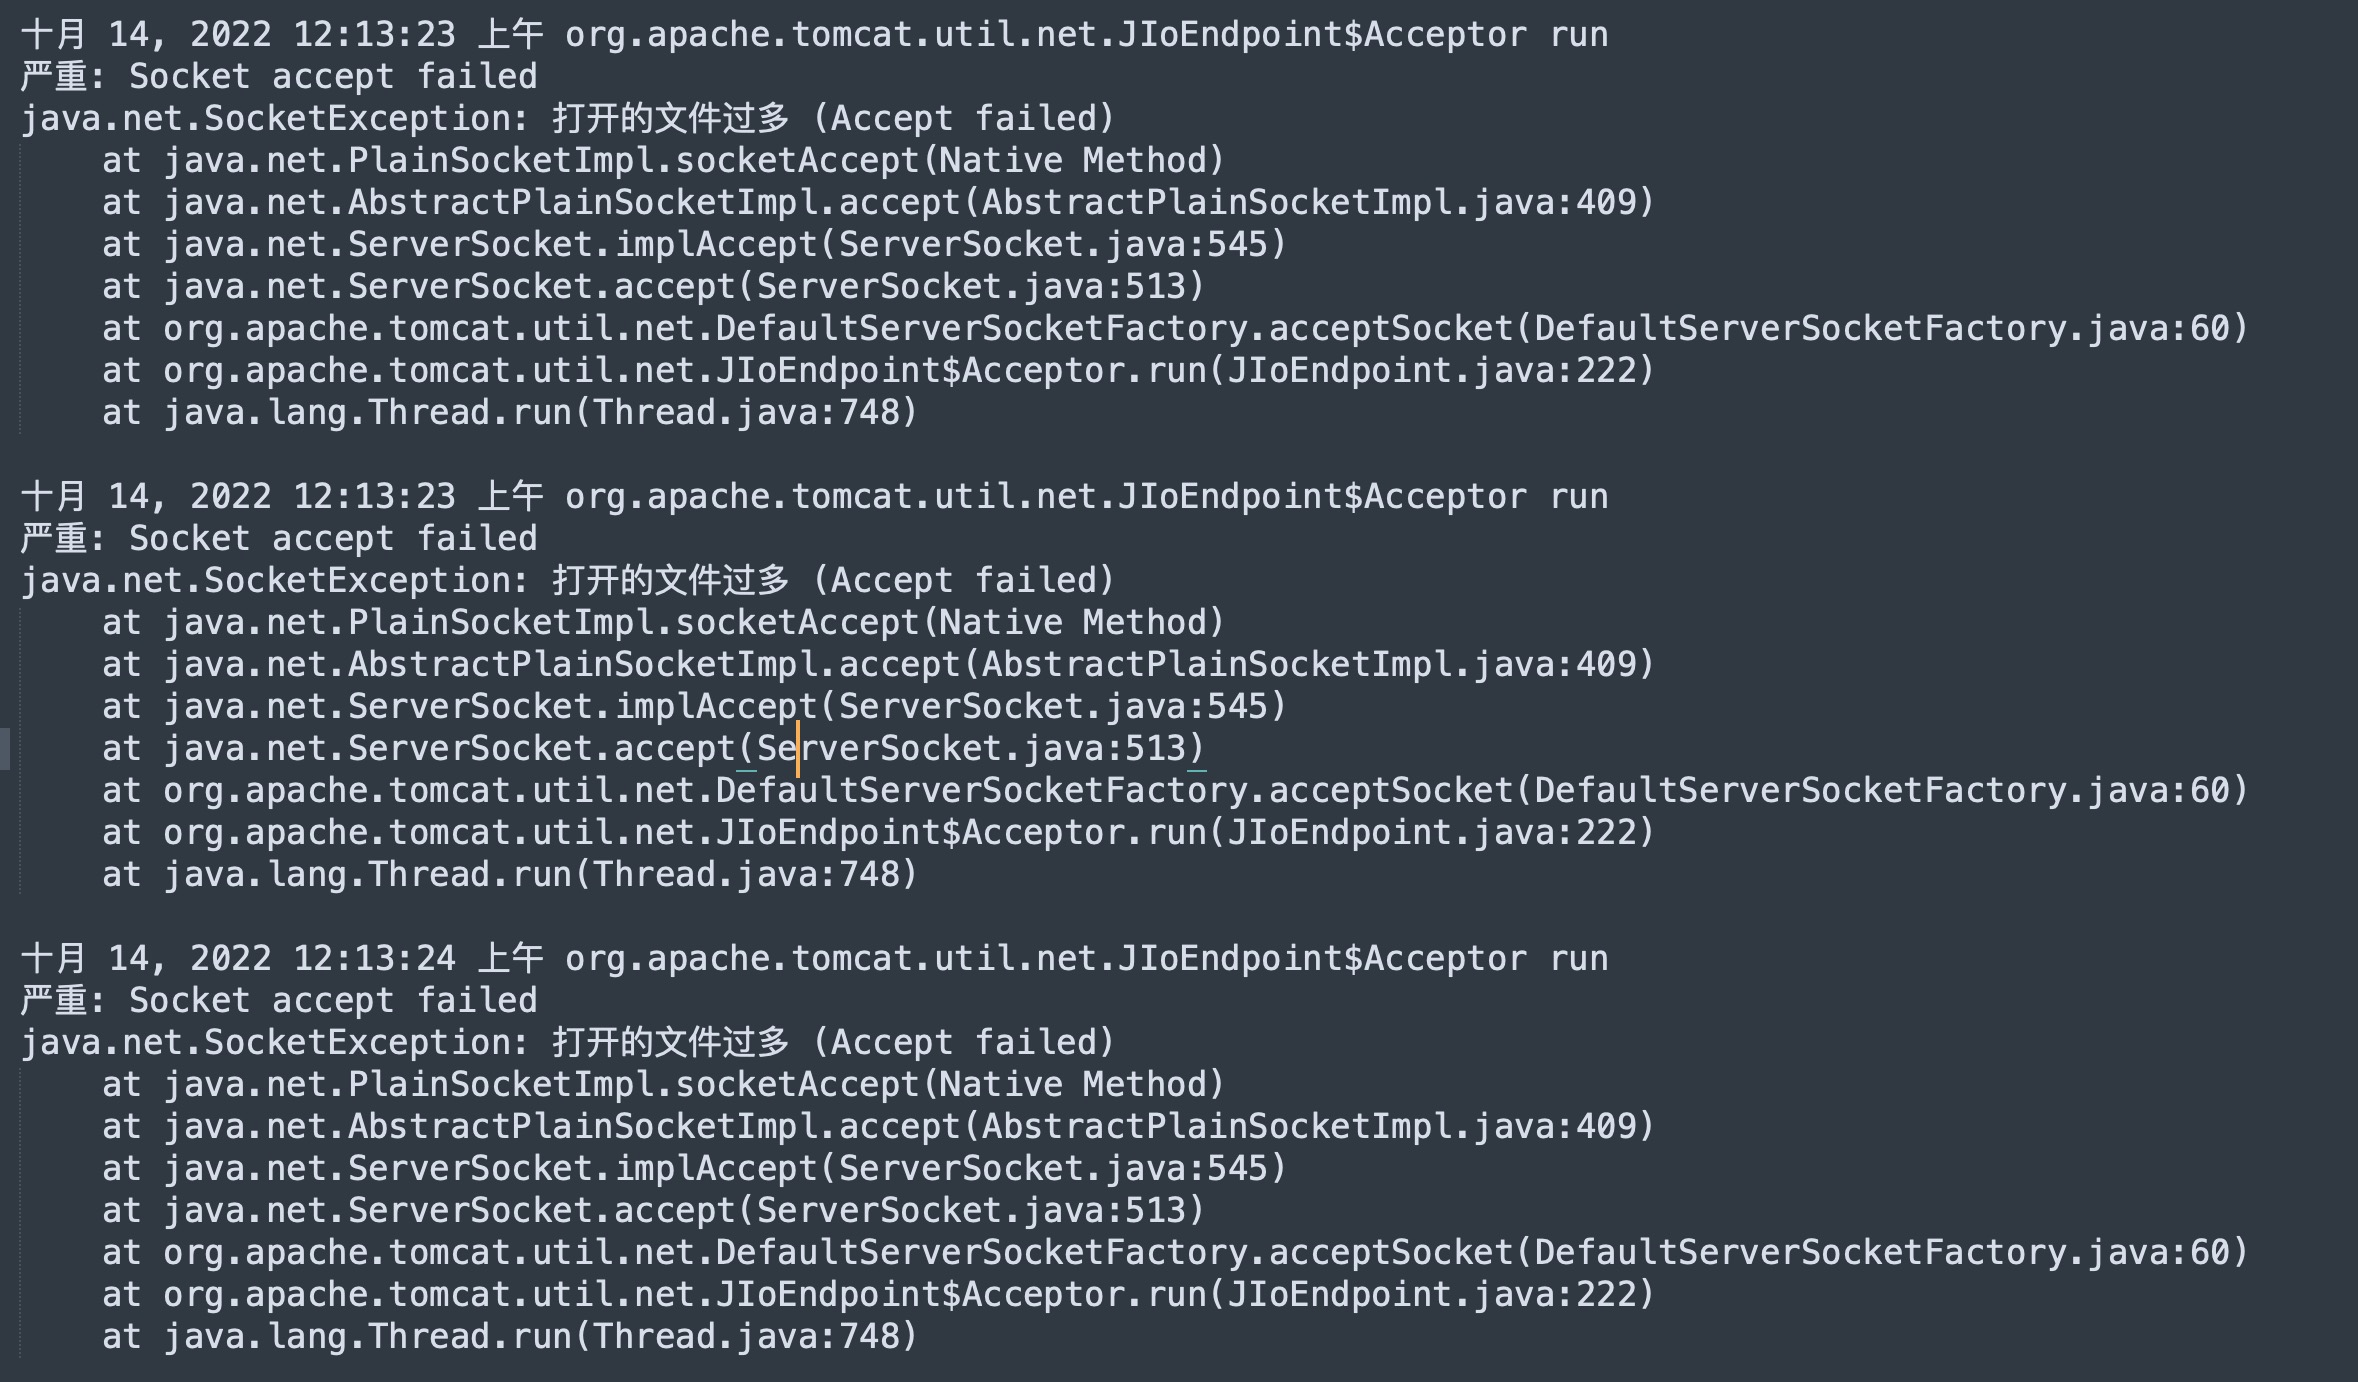 十月 14, 2022 12:13:23 上午 org.apache.tomcat.util.net.JIoEndpoint$Acceptor run
严重: Socket accept failed
java.net.SocketException: 打开的文件过多 (Accept failed)
    at java.net.PlainSocketImpl.socketAccept(Native Method)
    at java.net.AbstractPlainSocketImpl.accept(AbstractPlainSocketImpl.java:409)
    at java.net.ServerSocket.implAccept(ServerSocket.java:545)
    at java.net.ServerSocket.accept(ServerSocket.java:513)
    at org.apache.tomcat.util.net.DefaultServerSocketFactory.acceptSocket(DefaultServerSocketFactory.java:60)
    at org.apache.tomcat.util.net.JIoEndpoint$Acceptor.run(JIoEndpoint.java:222)
    at java.lang.Thread.run(Thread.java:748)

十月 14, 2022 12:13:23 上午 org.apache.tomcat.util.net.JIoEndpoint$Acceptor run
严重: Socket accept failed
java.net.SocketException: 打开的文件过多 (Accept failed)
    at java.net.PlainSocketImpl.socketAccept(Native Method)
    at java.net.AbstractPlainSocketImpl.accept(AbstractPlainSocketImpl.java:409)
    at java.net.ServerSocket.implAccept(ServerSocket.java:545)
    at java.net.ServerSocket.accept(ServerSocket.java:513)
    at org.apache.tomcat.util.net.DefaultServerSocketFactory.acceptSocket(DefaultServerSocketFactory.java:60)
    at org.apache.tomcat.util.net.JIoEndpoint$Acceptor.run(JIoEndpoint.java:222)
    at java.lang.Thread.run(Thread.java:748)

十月 14, 2022 12:13:24 上午 org.apache.tomcat.util.net.JIoEndpoint$Acceptor run
严重: Socket accept failed
java.net.SocketException: 打开的文件过多 (Accept failed)
    at java.net.PlainSocketImpl.socketAccept(Native Method)
    at java.net.AbstractPlainSocketImpl.accept(AbstractPlainSocketImpl.java:409)
    at java.net.ServerSocket.implAccept(ServerSocket.java:545)
    at java.net.ServerSocket.accept(ServerSocket.java:513)
    at org.apache.tomcat.util.net.DefaultServerSocketFactory.acceptSocket(DefaultServerSocketFactory.java:60)
    at org.apache.tomcat.util.net.JIoEndpoint$Acceptor.run(JIoEndpoint.java:222)
    at java.lang.Thread.run(Thread.java:748)